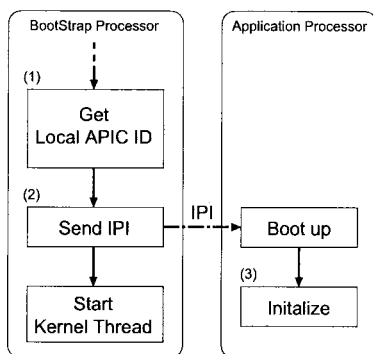 BootStrap Processor
(1)
Get
Local APIC ID
(2)
Send IPI
Start
Kernel Thread
IPI
Application Processor
Boot up
(3)
Initalize